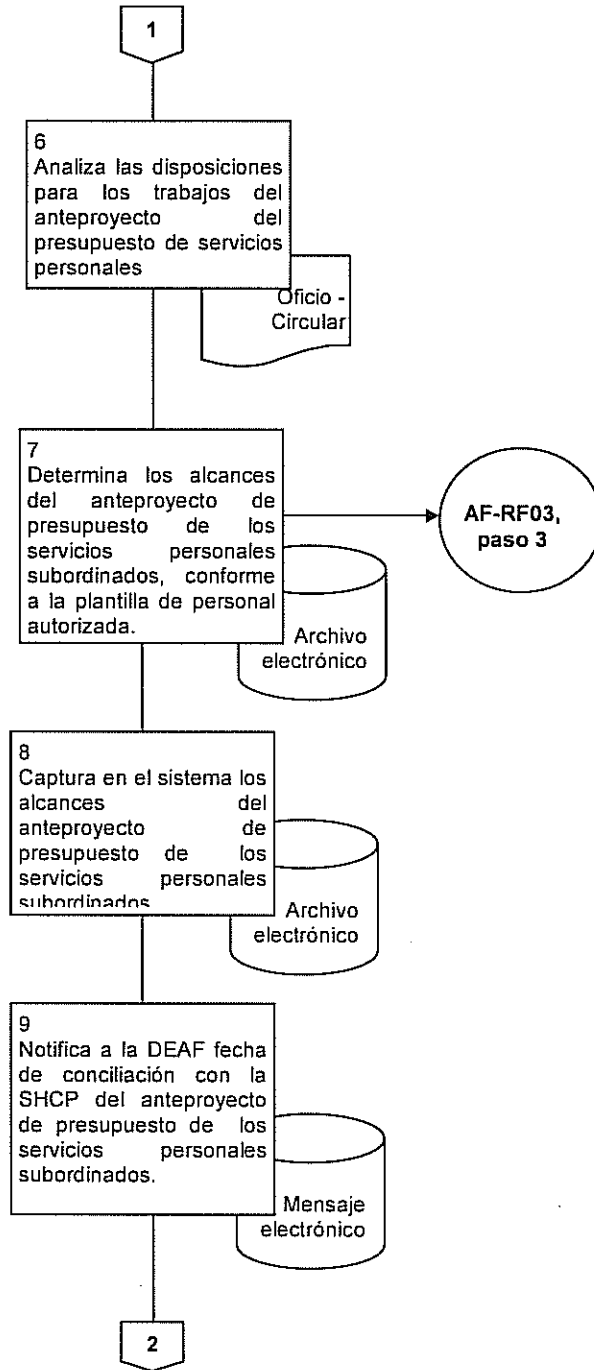 1
6
Analiza las disposiciones
para los trabajos del
anteproyecto del
presupuesto de servicios
personales
Oficio -
Circular
7
Determina los alcances
del anteproyecto de
presupuesto de los
servicios personales
subordinados, conforme
a la plantilla de personal
autorizada.
AF-RF03,
paso 3
Archivo
electrónico
8
Captura en el sistema los
alcances del
anteproyecto de
presupuesto de los
servicios personales
subordinados
Archivo
electrónico
9
Notifica a la DEAF fecha
de conciliación con la
SHCP del anteproyecto
de presupuesto de los
servicios personales
subordinados.
Mensaje
electrónico
2